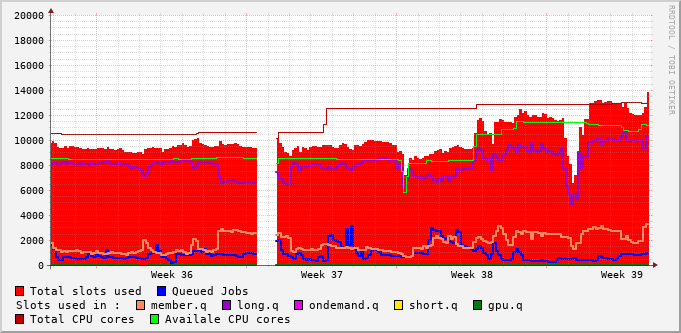 RRDTOOL / TOBI OETIKER
20000
18000
16000
14000
12000
10000
8000
6000
4000
2000
0
Week 36 Week 37 Week 38 Week 39
Total slots used Queued Jobs
Slots used in : member.q long.q ondemand.q short.q gpu.q
Total CPU cores Availale CPU cores